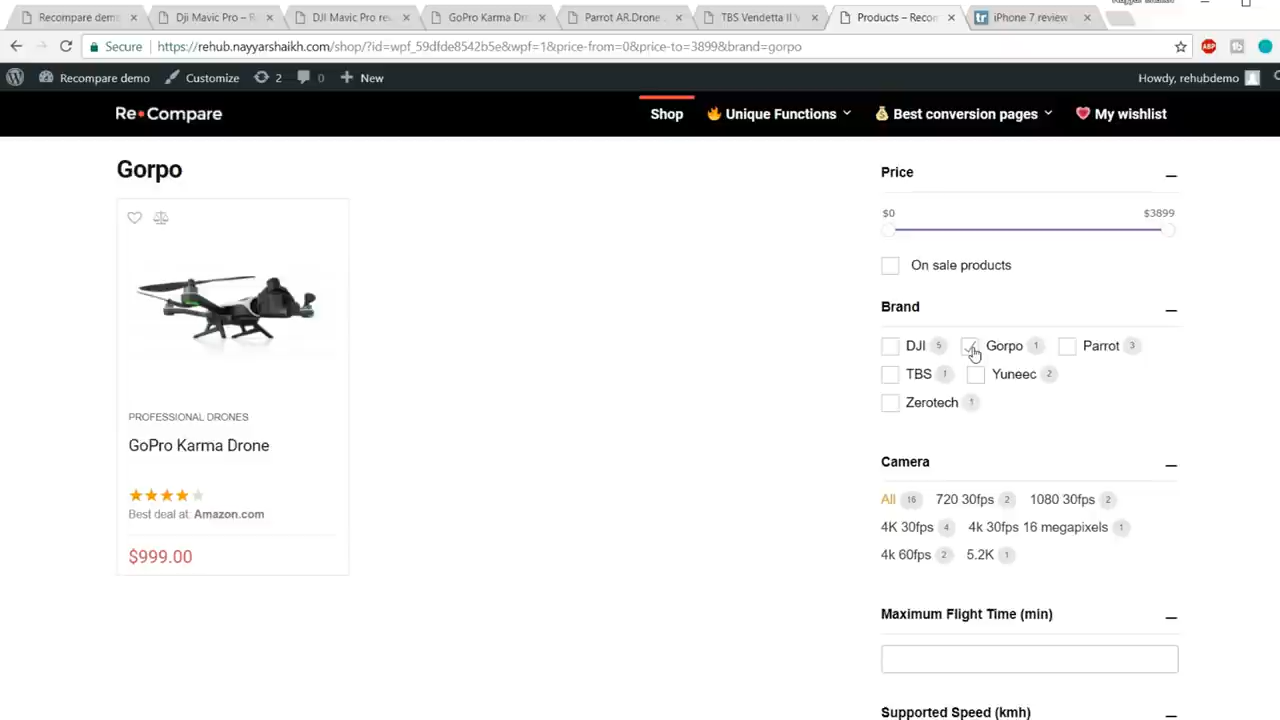 Recompare dem
Dji Mavic Pro – R
DJI Mavic Pro rev
GoPro Karma Dr
Parrot AR.Drone
TBS Vendetta II V
Products – Recom
iPhone 7 review
Secure
https://rehub.nayyarshaikh.com/shop/?id=wpf_59dfde8542b5e&wpf=1&price-from=0&price-to=3899&brand=gorpo
ABP
Recompare demo
Customize
2
0
New
Howdy, rehubdemo
Re•Compare
Shop
Unique Functions
Best conversion pages
My wishlist
Gorpo
PROFESSIONAL DRONES
GoPro Karma Drone
Best deal at: Amazon.com
$999.00
Price
$0 $3899
On sale products
Brand
DJI 5 Gorpo 1 Parrot 3
TBS 1 Yuneec 2
Zerotech 1
Camera
All 16 720 30fps 2 1080 30fps 2
4K 30fps 4 4k 30fps 16 megapixels 1
4k 60fps 2 5.2K 1
Maximum Flight Time (min)
Supported Speed (kmh)